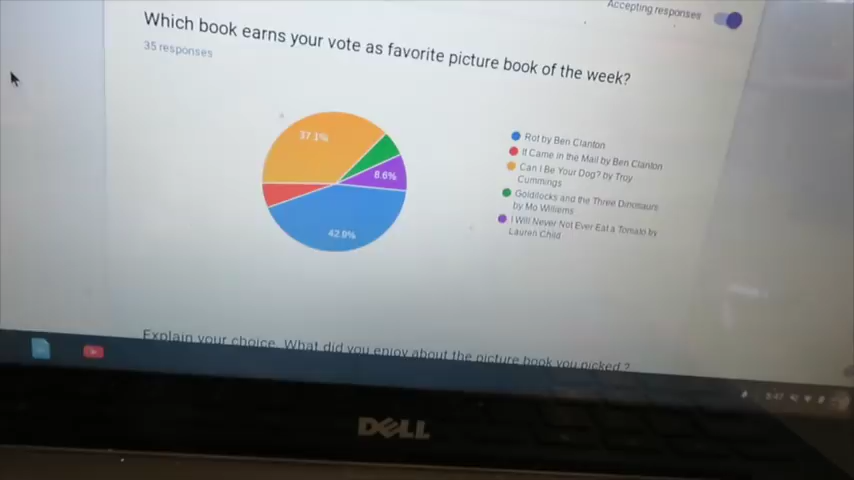 Accepting responses
Which book earns your vote as favorite picture book of the week?
35 responses
37.1%
8.6%
42.9%
Rot by Ben Clanton
It Came in the Mail by Ben Clanton
Can I Be Your Dog? by Troy
Cummings
Goldilocks and the Three Dinosaurs
by Mo Willems
I Will Never Not Ever Eat a Tomato by
Lauren Child
Explain your choice. What did you enjoy about the picture book you picked?
DELL